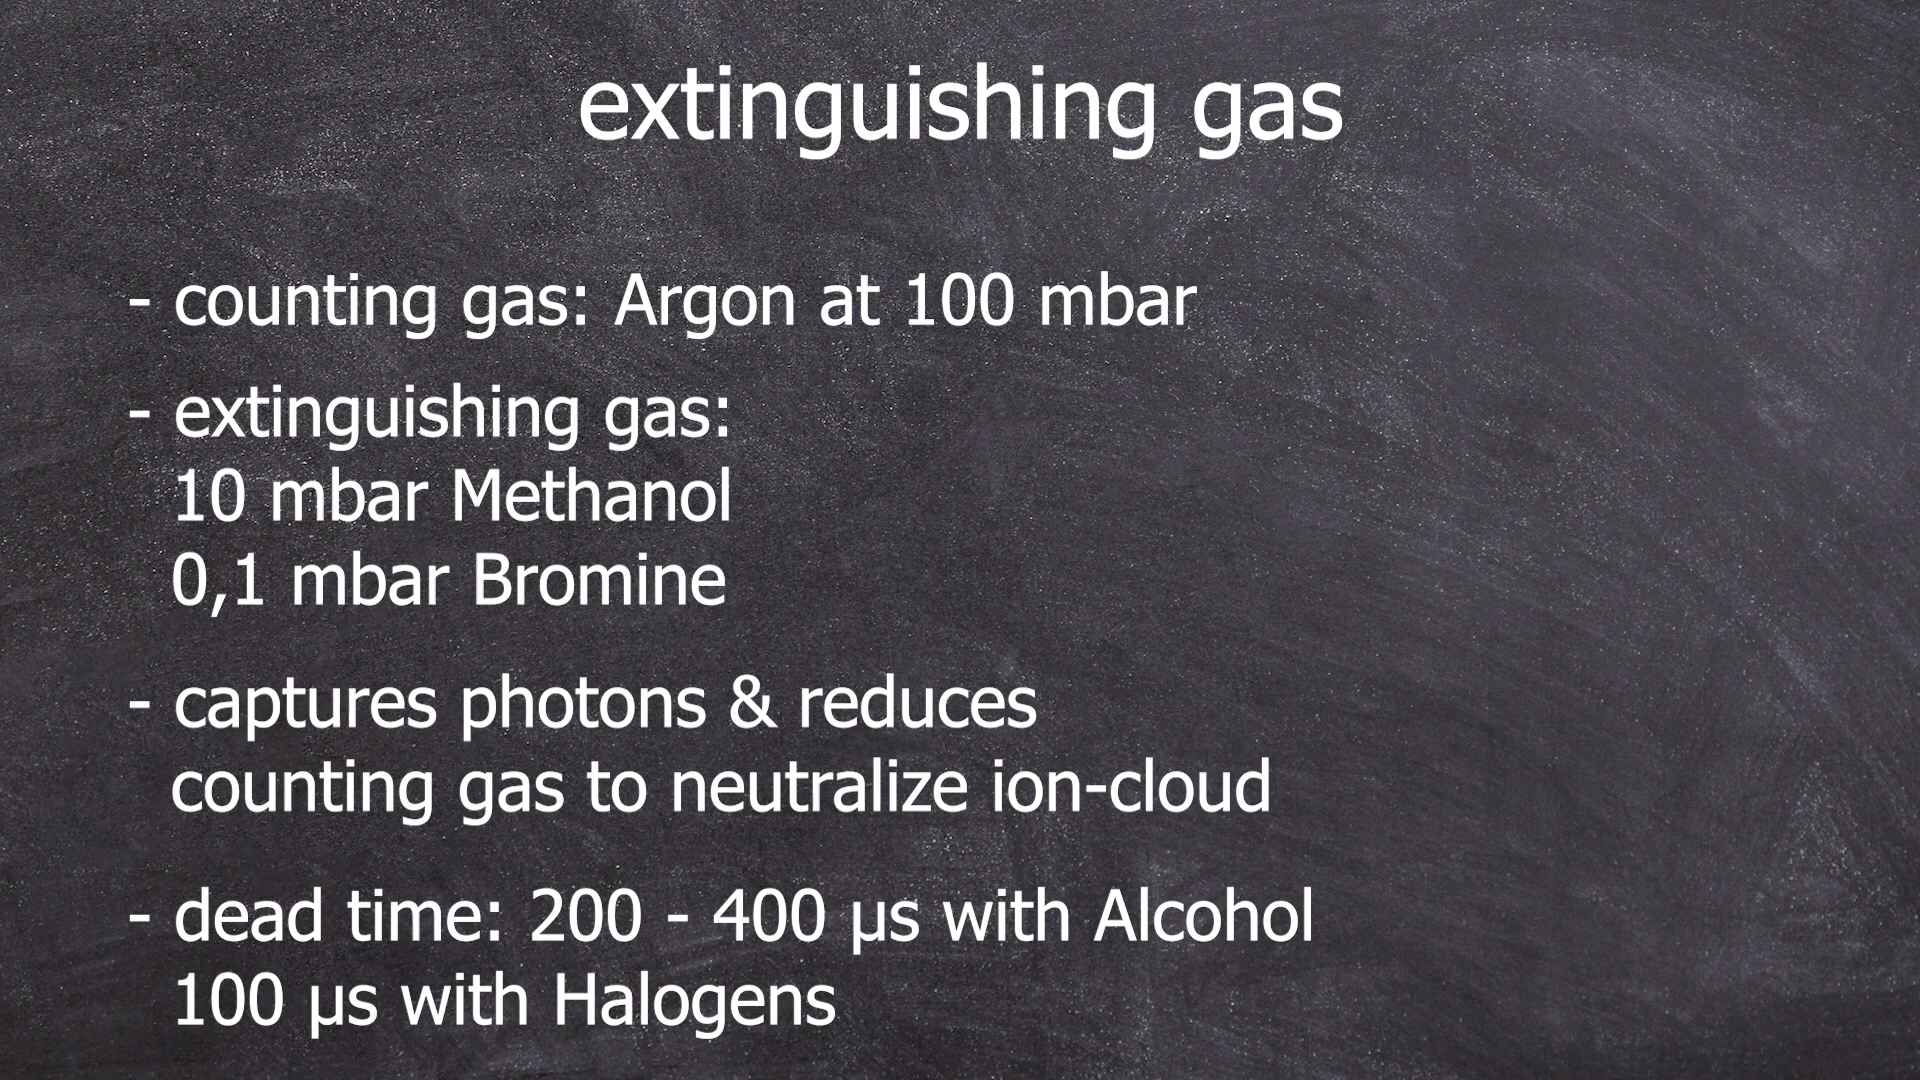 extinguishing gas
- counting gas: Argon at 100 mbar
- extinguishing gas:
10 mbar Methanol
0,1 mbar Bromine
- captures photons & reduces
counting gas to neutralize ion-cloud
- dead time: 200 - 400 µs with Alcohol
100 µs with Halogens